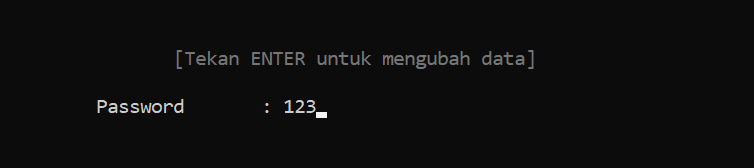 [Tekan ENTER untuk mengubah data]
Password : 123